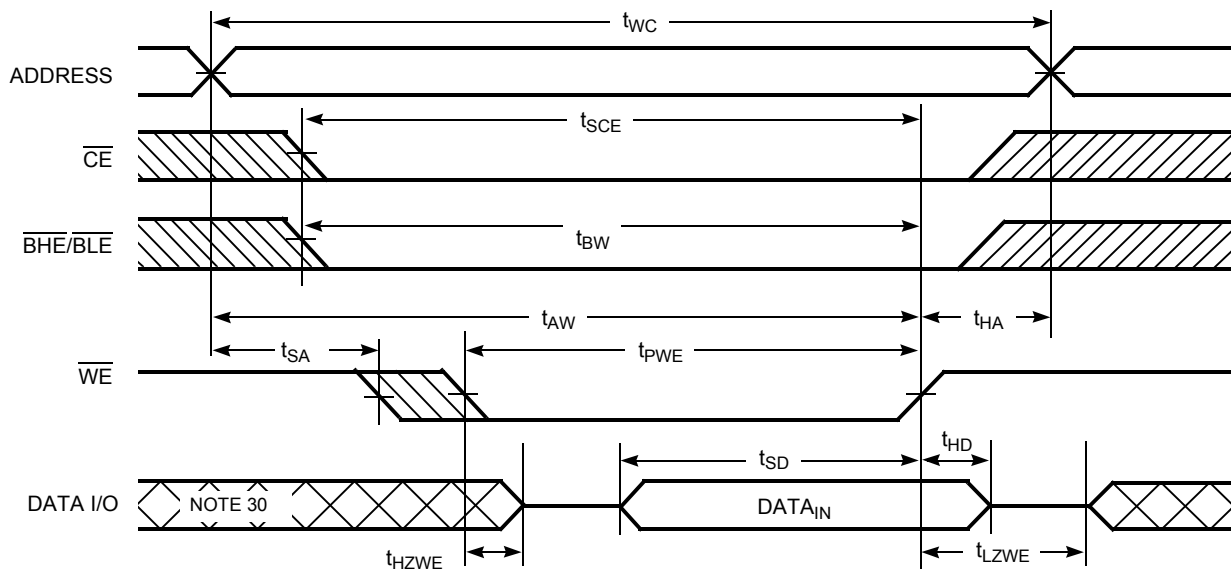 tWC
ADDRESS
tSCE
CE
tBW
BHE/BLE
tAW
tHA
tSA
tPWE
WE
tHD
tSD
DATA I/O
NOTE 30
DATAIN
tHZWE
tLZWE